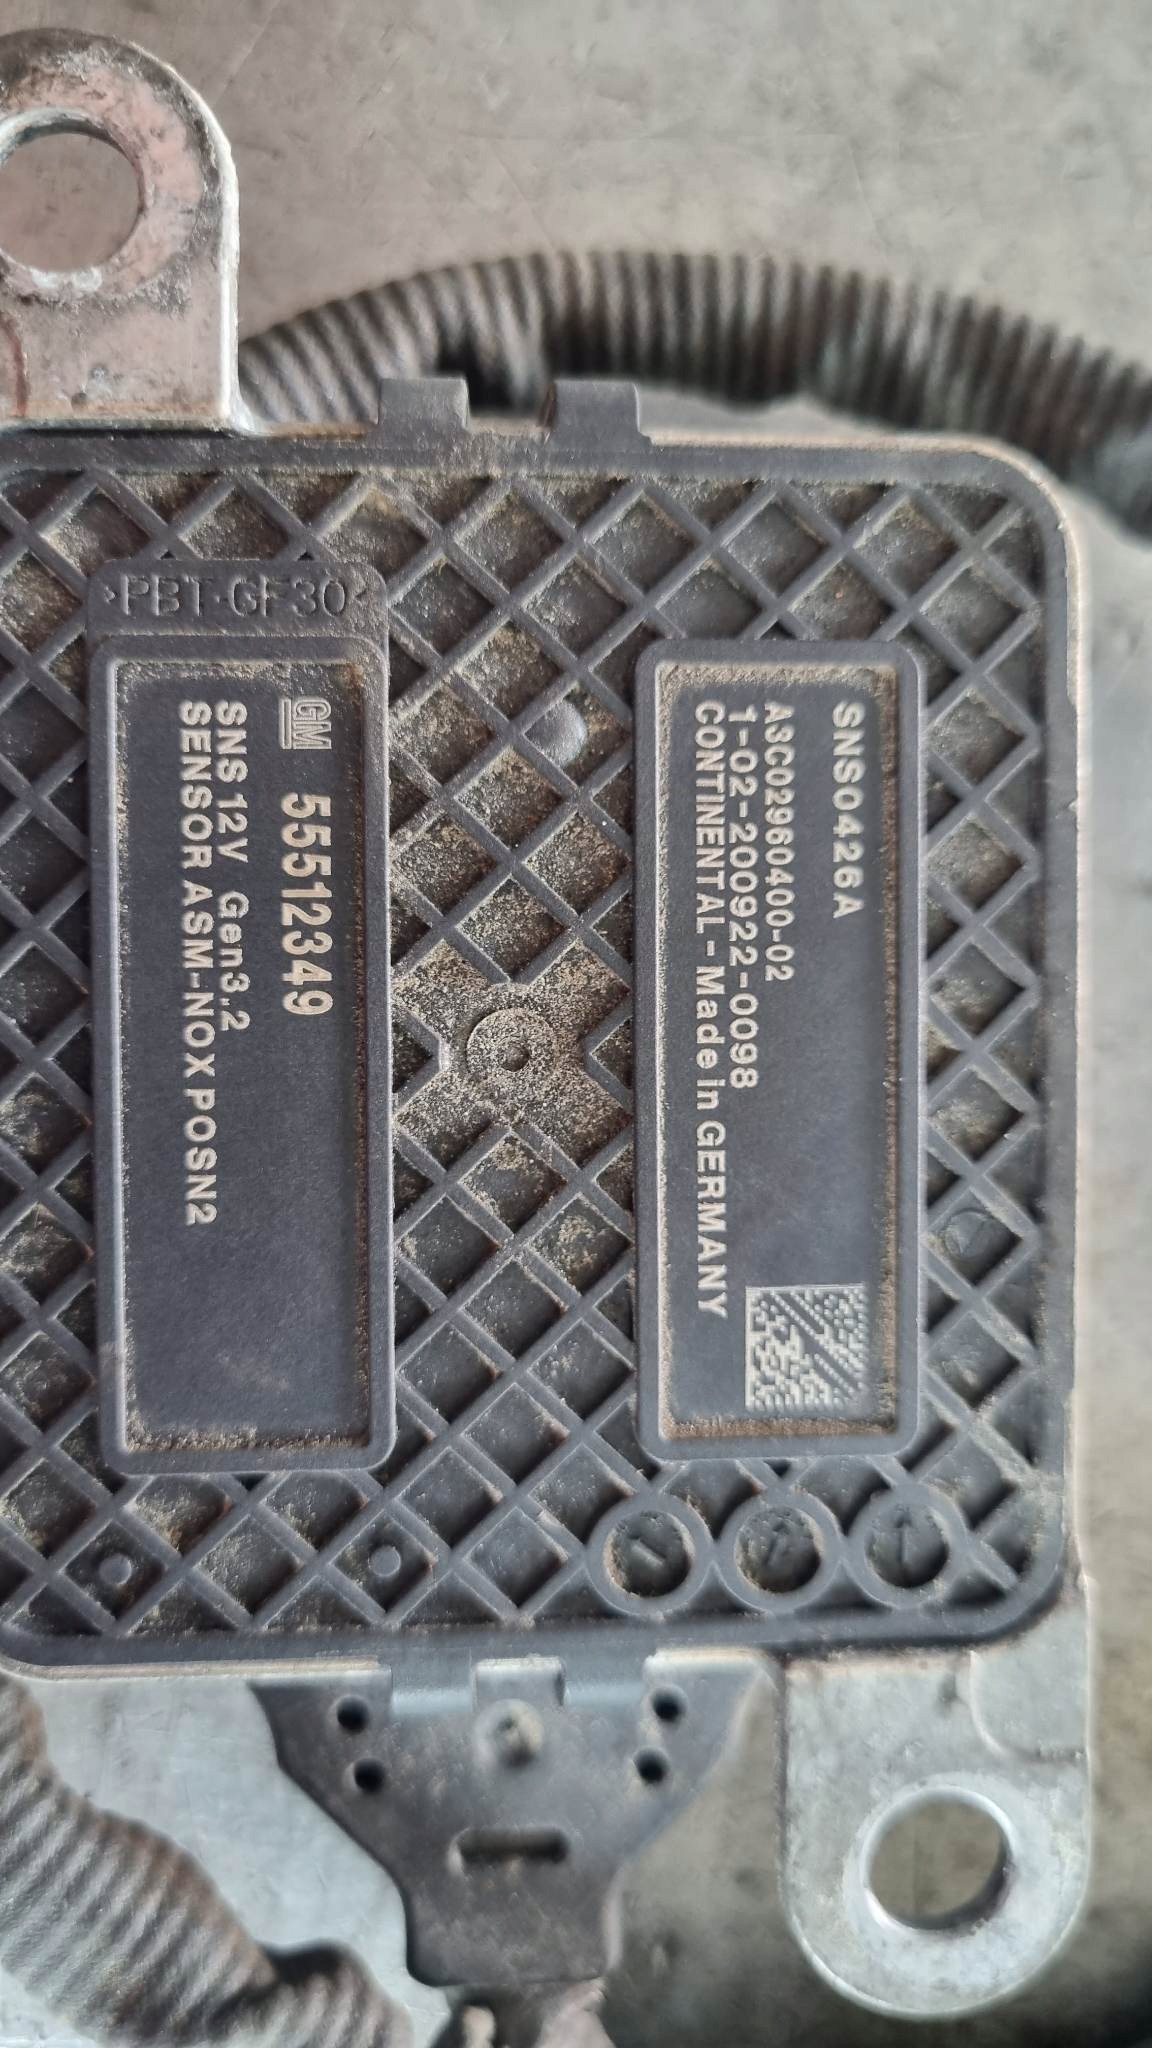 >PBT-GF30<
GM 55512349
SNS 12V Gen3.2
SENSOR ASM-NOX POSN2
SNS0426A
A3C02960400-02
1-02-200922-0098
CONTINENTAL-Made in GERMANY